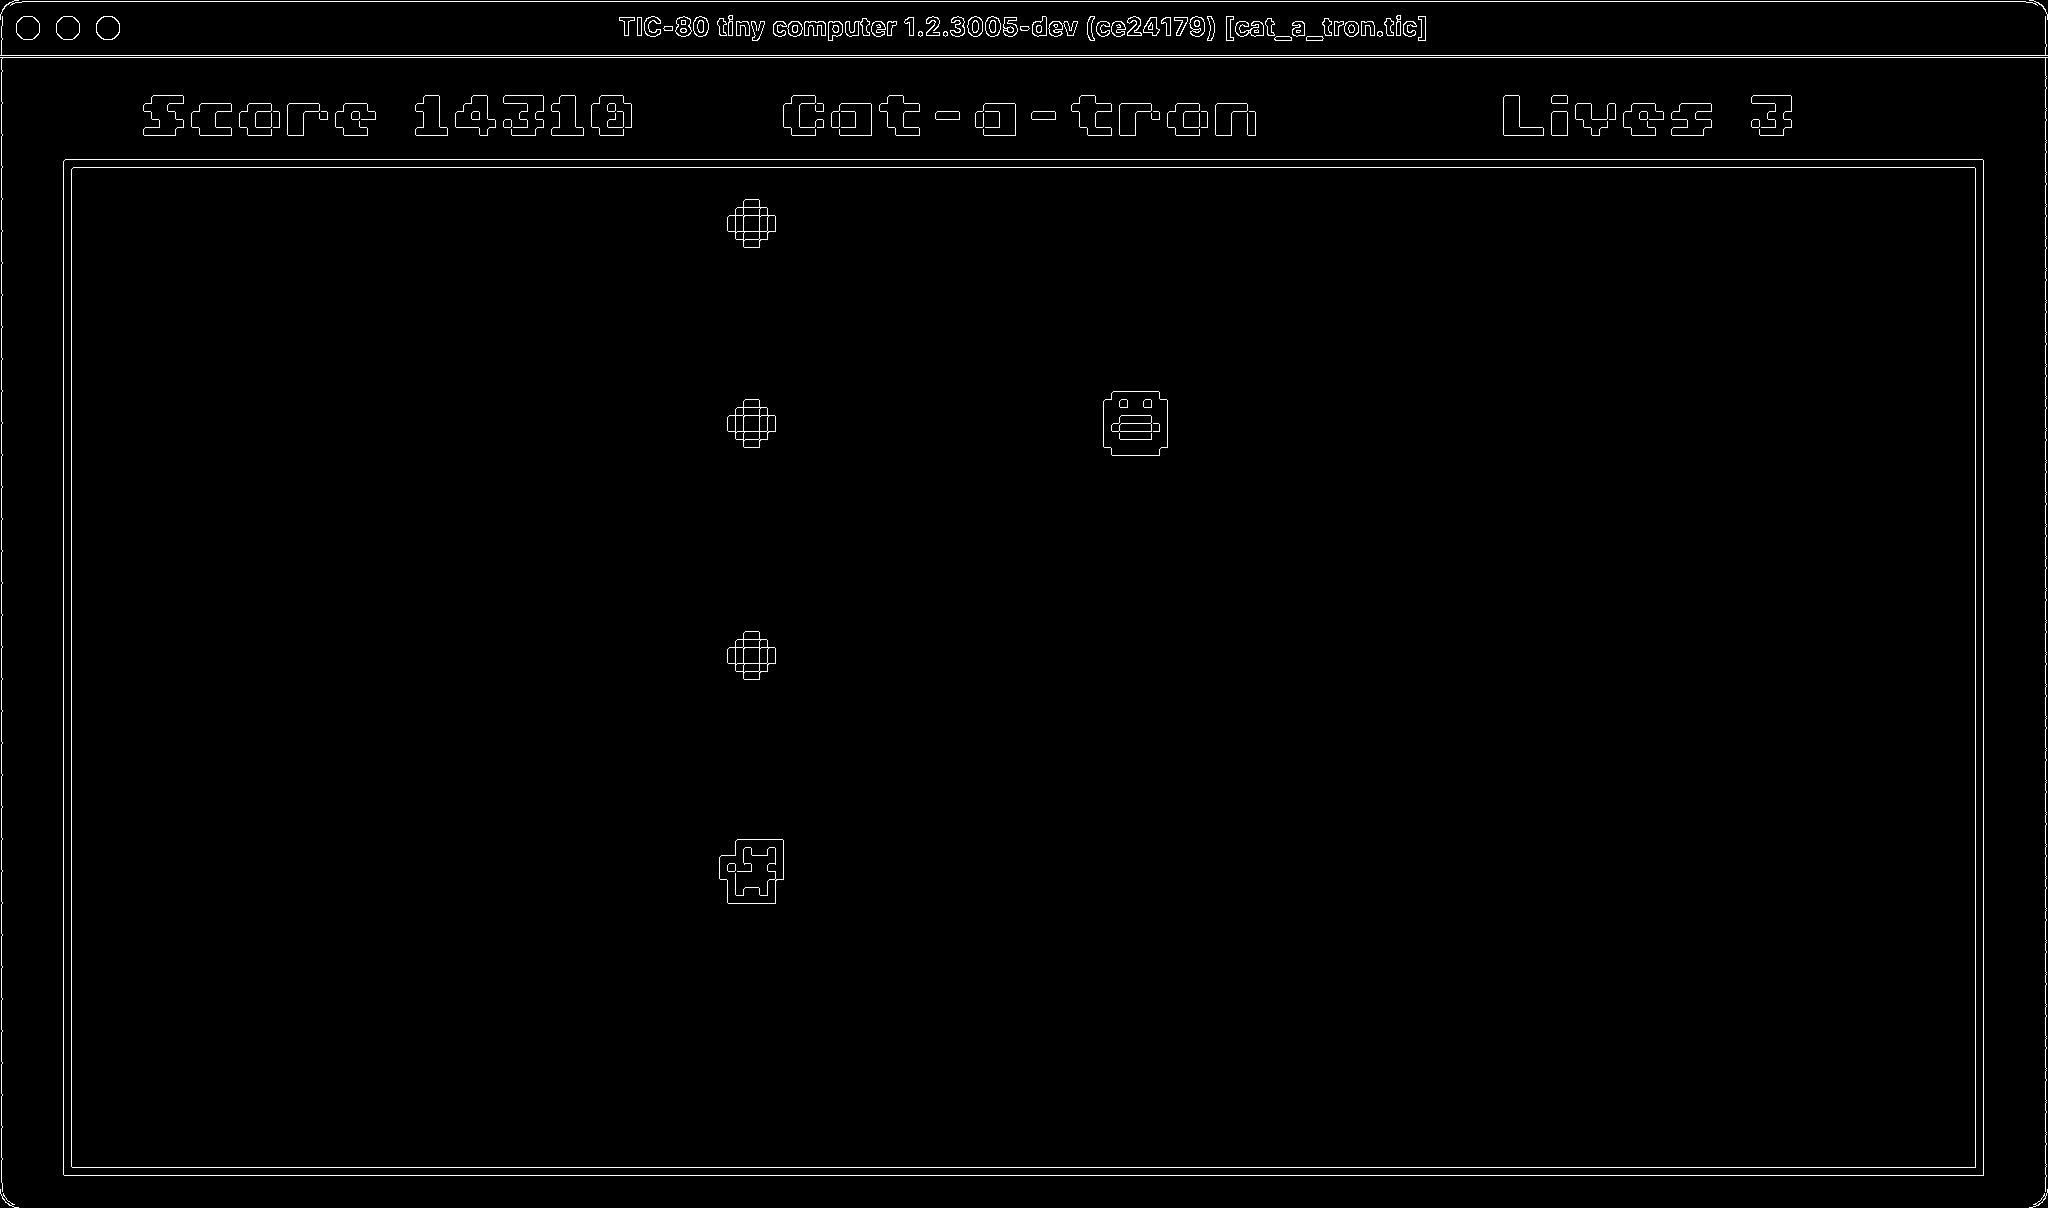 TIC-80 tiny computer 1.2.3005-dev (ce24179) [cat_a_tron.tic]
Score 14310 Cat-a-tron Lives 3